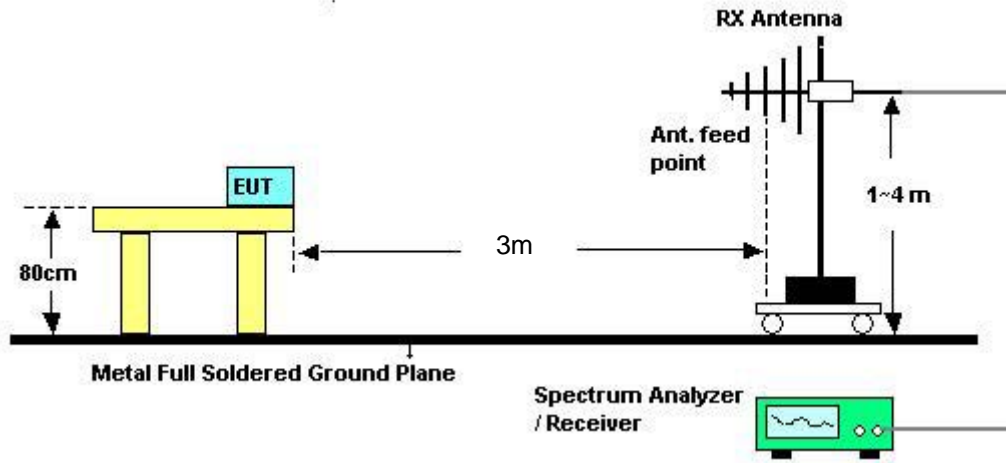 RX Antenna
Ant. feed
point
EUT
1~4 m
3m
80cm
Metal Full Soldered Ground Plane
Spectrum Analyzer
/ Receiver